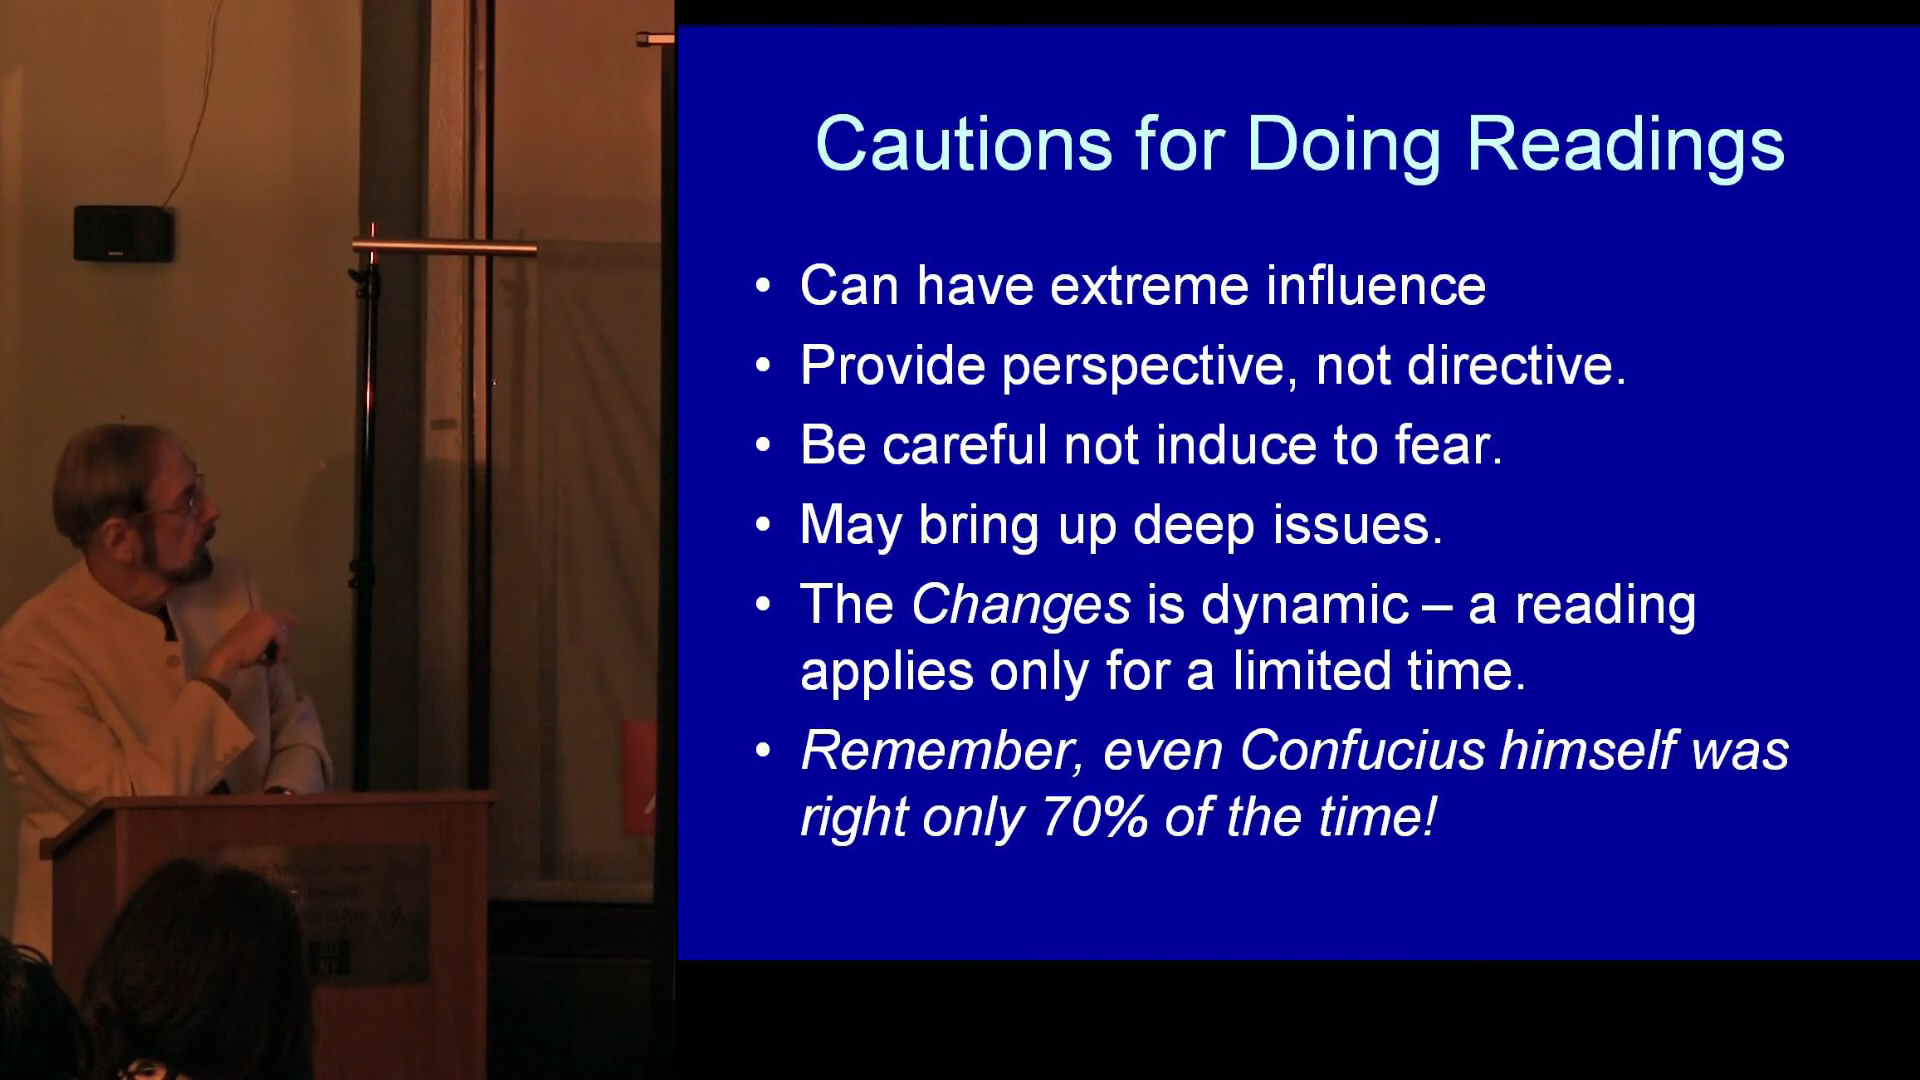 Cautions for Doing Readings
• Can have extreme influence
• Provide perspective, not directive.
• Be careful not induce to fear.
• May bring up deep issues.
• The Changes is dynamic – a reading
applies only for a limited time.
• Remember, even Confucius himself was
right only 70% of the time!
SONY